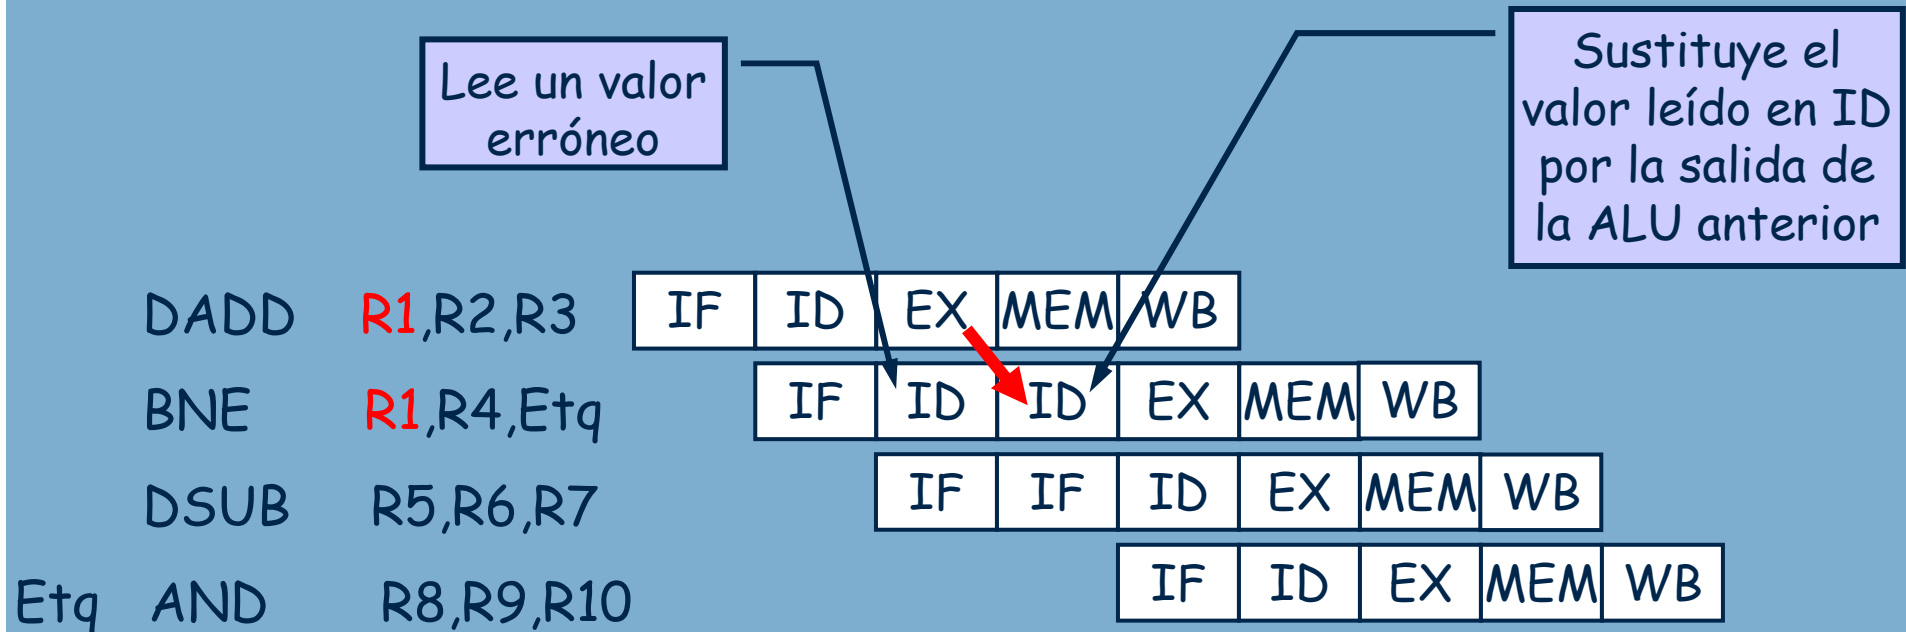 Lee un valor
erróneo
Sustituye el
valor leído en ID
por la salida de
la ALU anterior
DADD R1,R2,R3 IF ID EX MEM WB
BNE R1,R4,Etq IF ID ID EX MEM WB
DSUB R5,R6,R7 IF IF ID EX MEM WB
Etq AND R8,R9,R10 IF ID EX MEM WB